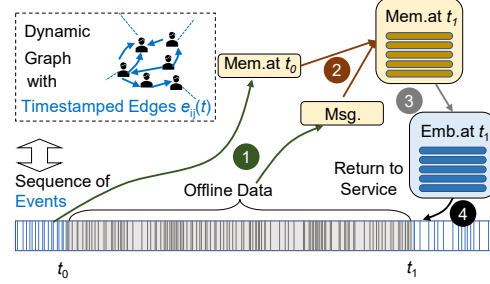 Dynamic
Graph
with
Timestamped Edges e_ij(t)
Mem.at t_0
Mem.at t_1
2
Msg.
3
1
Emb.at t_1
Sequence of
Events
Offline Data
Return to
Service
4
t_0
t_1